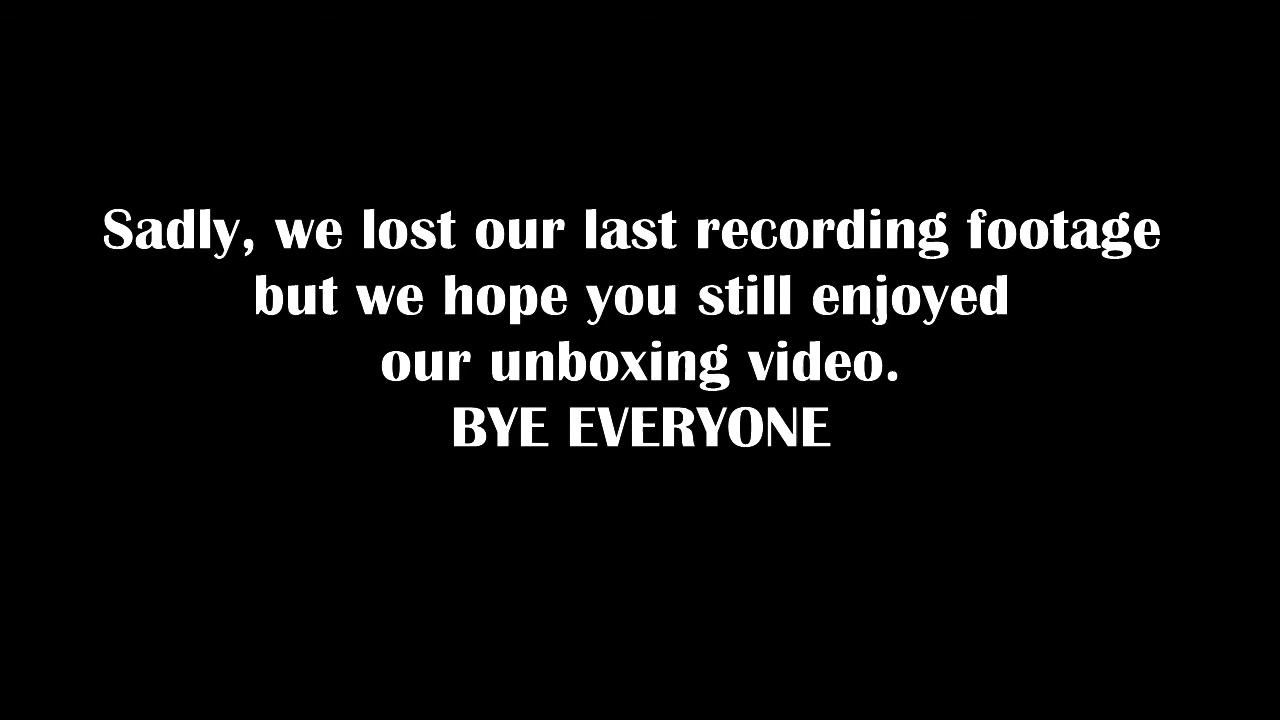 Sadly, we lost our last recording footage
but we hope you still enjoyed
our unboxing video.
BYE EVERYONE